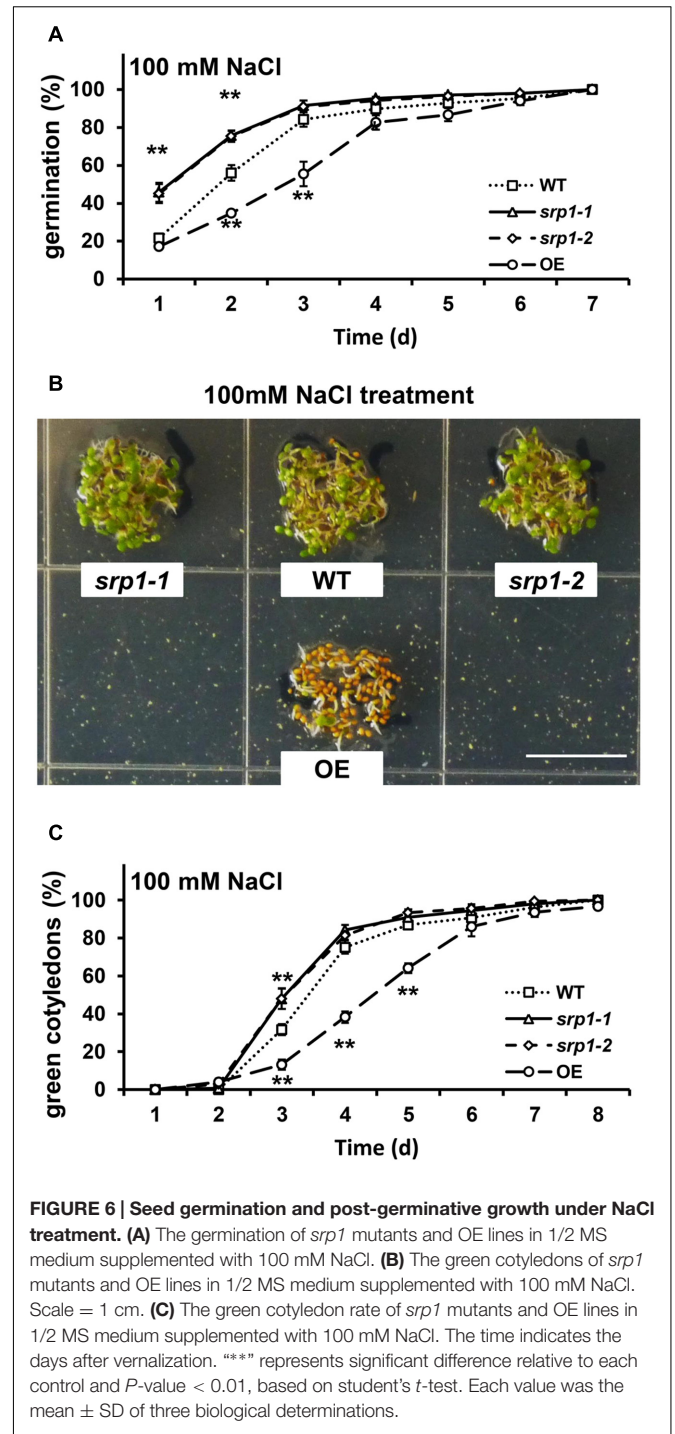 A
100 mM NaCl
**
**
**
**
germination (%)
100
80
60
40
20
0
WT
srp1-1
srp1-2
OE
1 2 3 4 5 6 7
Time (d)
B
100mM NaCl treatment
srp1-1 WT srp1-2
OE
C
100 mM NaCl
**
**
**
**
green cotyledons (%)
100
80
60
40
20
0
WT
srp1-1
srp1-2
OE
1 2 3 4 5 6 7 8
Time (d)
FIGURE 6 | Seed germination and post-germinative growth under NaCl
treatment. (A) The germination of srp1 mutants and OE lines in 1/2 MS
medium supplemented with 100 mM NaCl. (B) The green cotyledons of srp1
mutants and OE lines in 1/2 MS medium supplemented with 100 mM NaCl.
Scale = 1 cm. (C) The green cotyledon rate of srp1 mutants and OE lines in
1/2 MS medium supplemented with 100 mM NaCl. The time indicates the
days after vernalization. “**” represents significant difference relative to each
control and P-value < 0.01, based on student’s t-test. Each value was the
mean ± SD of three biological determinations.